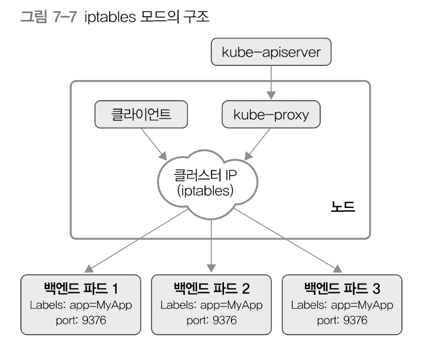 그림 7-7 iptables 모드의 구조
kube-apiserver
클라이언트
kube-proxy
클러스터 IP
(iptables)
노드
백엔드 파드 1
Labels: app=MyApp
port: 9376
백엔드 파드 2
Labels: app=MyApp
port: 9376
백엔드 파드 3
Labels: app=MyApp
port: 9376